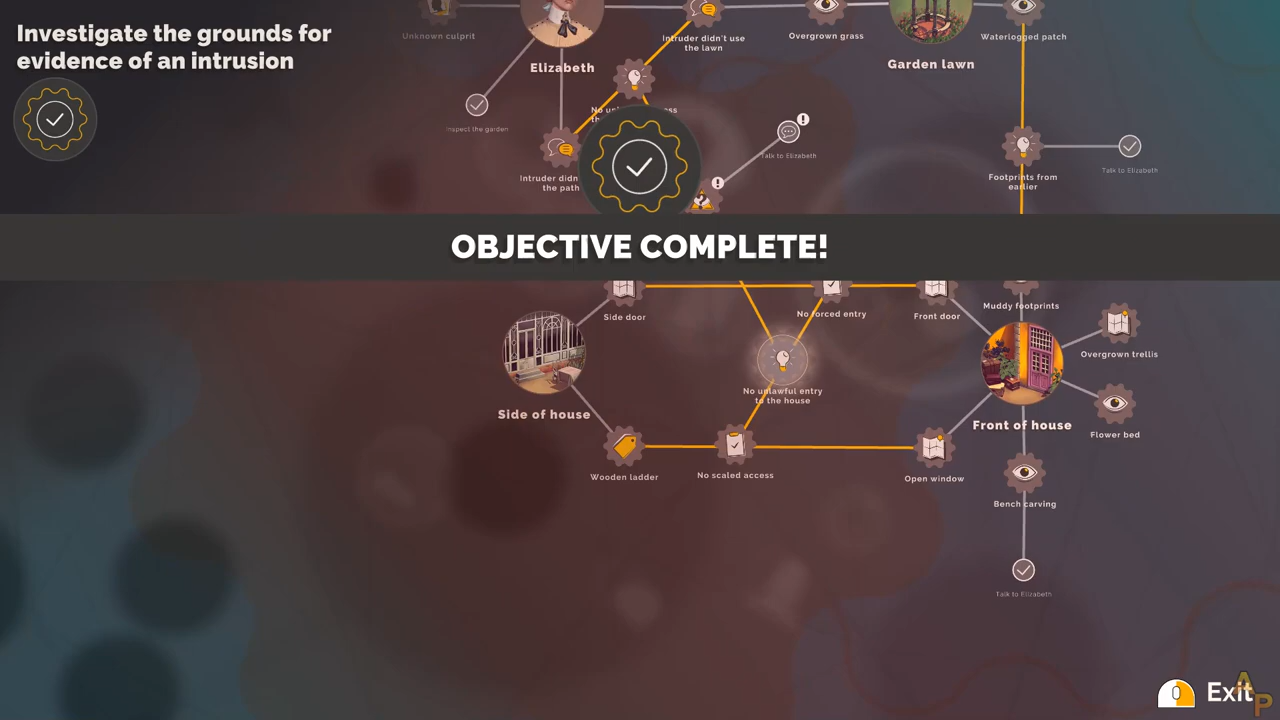 Investigate the grounds for
evidence of an intrusion
Unknown culprit
Elizabeth
Intruder didn't use
the lawn
Overgrown grass
Garden lawn
Waterlogged patch
Inspect the garden
Talk to Elizabeth
Intruder
the path
Footprints from
earlier
Talk to Elizabeth
OBJECTIVE COMPLETE!
Side door
No forced entry
Front door
Muddy footprints
Overgrown trellis
Side of house
No unlawful entry
to the house
Front of house
Flower bed
Wooden ladder
No scaled access
Open window
Bench carving
Talk to Elizabeth
Exit
AP